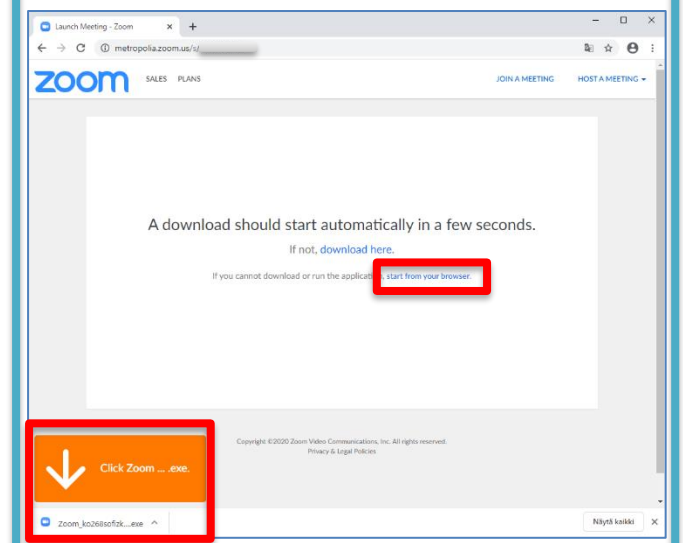 Launch Meeting - Zoom
metropolia.zoom.us/s/
zoom SALES PLANS JOIN A MEETING HOST A MEETING
A download should start automatically in a few seconds.
If not, download here.
If you cannot download or run the application, start from your browser.
Copyright ©2020 Zoom Video Communications, Inc. All rights reserved.
Privacy & Legal Policies
Click Zoom ... .exe.
Zoom_ko268sofizk....exe
Näytä kaikki